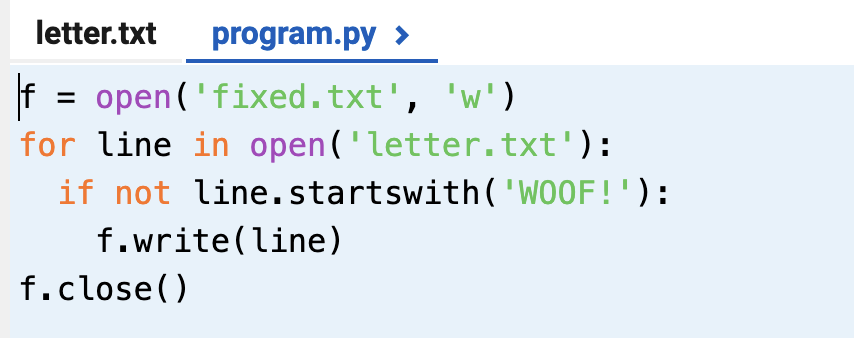 letter.txt program.py >
f = open('fixed.txt', 'w')
for line in open('letter.txt'):
  if not line.startswith('WOOF!'):
    f.write(line)
f.close()